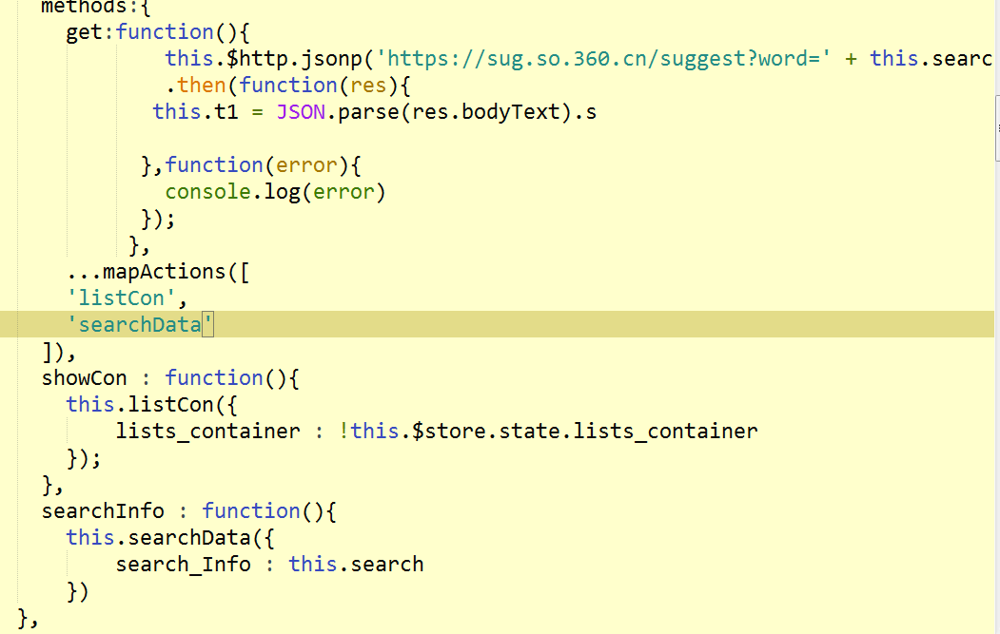 methods:{
get:function(){
this.$http.jsonp('https://sug.so.360.cn/suggest?word=' + this.searc
.then(function(res){
this.t1 = JSON.parse(res.bodyText).s
},function(error){
console.log(error)
});
},
...mapActions([
'listCon',
'searchData'
]),
showCon : function(){
this.listCon({
lists_container : !this.$store.state.lists_container
});
},
searchInfo : function(){
this.searchData({
search_Info : this.search
})
},